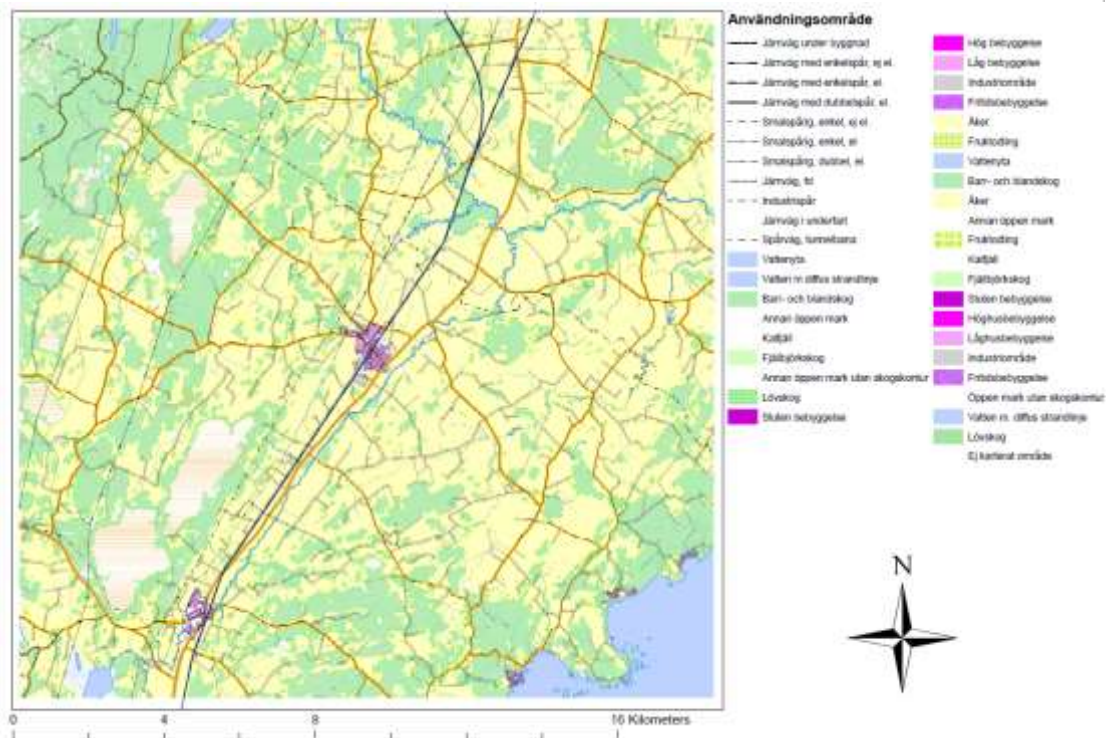 Användningsområde
Järnväg under byggnad
Järnväg med enkelspår, ej el.
Järnväg med enkelspår, el.
Järnväg med dubbelspår, el.
Smalspårig, enkel, ej el
Smalspårig, enkel, el
Smalspårig, dubbel, el.
Järnväg, fd
Industrispår
Järnväg i underfart
Spårväg, tunnelbana
Vattenyta
Vatten m diffus strandlinje
Barr- och blandskog
Annan öppen mark
Kalfjäll
Fjällbjörkskog
Annan öppen mark utan skogskontur
Lövskog
Sluten bebyggelse
Hög bebyggelse
Låg bebyggelse
Industriområde
Fritidsbebyggelse
Åker
Fruktodling
Vattenyta
Barr- och blandskog
Åker
Annan öppen mark
Fruktodling
Kalfjäll
Fjällbjörkskog
Sluten bebyggelse
Höghusbebyggelse
Låghusbebyggelse
Industriområde
Fritidsbebyggelse
Öppen mark utan skogskontur
Vatten m. diffus strandlinje
Lövskog
Ej karterat område
N
0 4 8 16 Kilometers